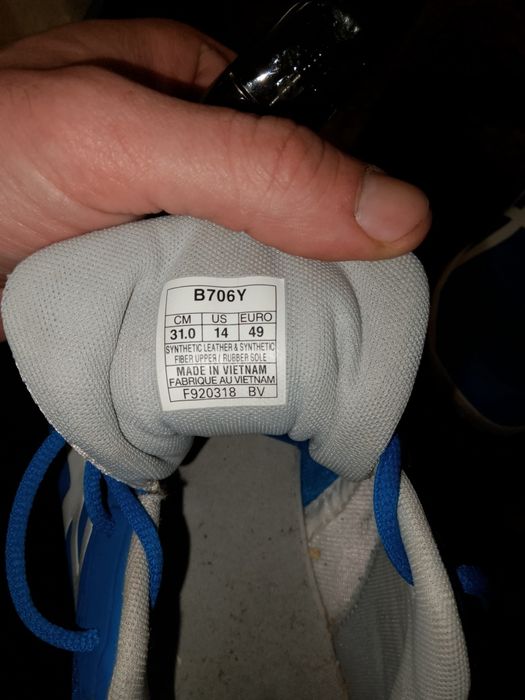 B706Y
CM US EURO
31.0 14 49
SYNTHETIC LEATHER & SYNTHETIC
FIBER UPPER / RUBBER SOLE
MADE IN VIETNAM
FABRIQUE AU VIETNAM
F920318 BV